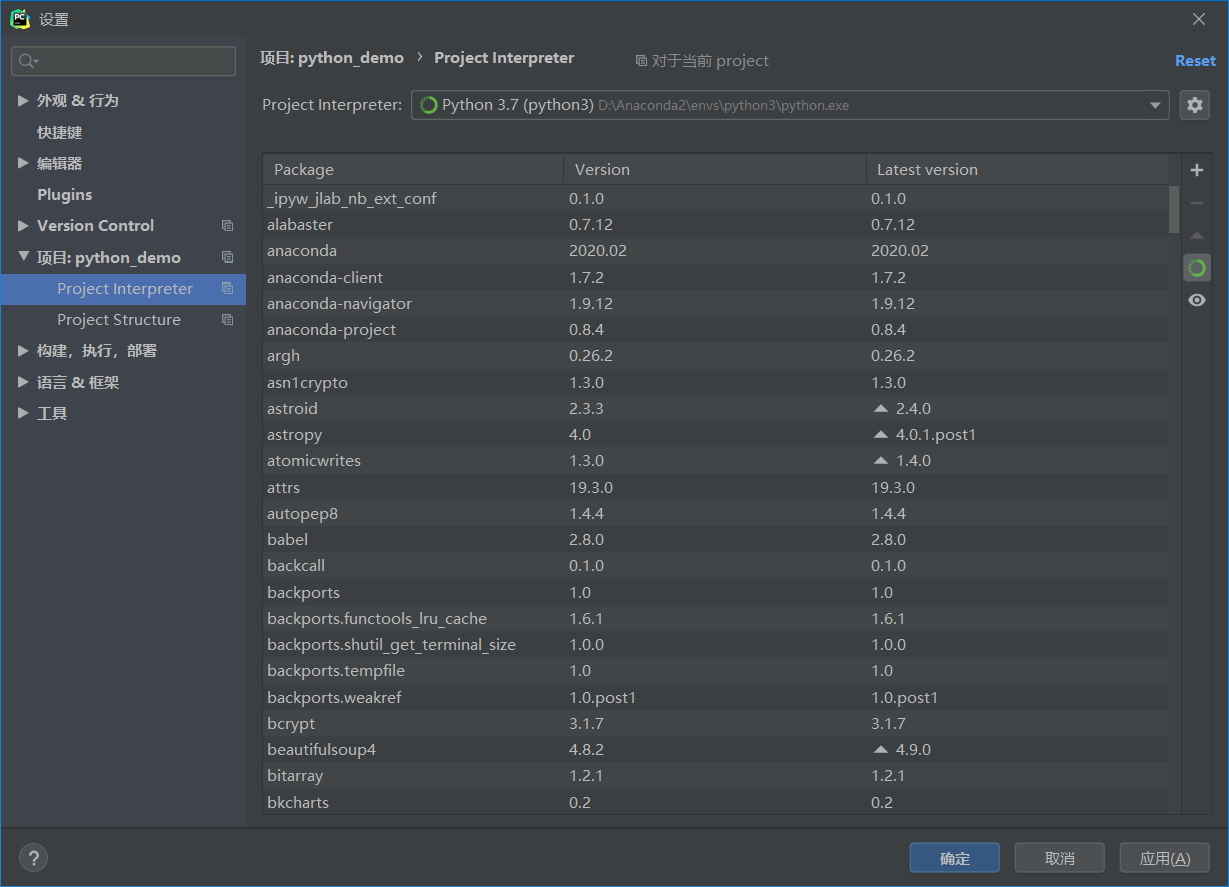 PC
设置
项目: python_demo › Project Interpreter 对于当前 project Reset
外观 & 行为
快捷键
编辑器
Plugins
Version Control
项目: python_demo
Project Interpreter
Project Structure
构建，执行，部署
语言 & 框架
工具
Project Interpreter: Python 3.7 (python3) D:\Anaconda2\envs\python3\python.exe
Package Version Latest version
_ipyw_jlab_nb_ext_conf 0.1.0 0.1.0
alabaster 0.7.12 0.7.12
anaconda 2020.02 2020.02
anaconda-client 1.7.2 1.7.2
anaconda-navigator 1.9.12 1.9.12
anaconda-project 0.8.4 0.8.4
argh 0.26.2 0.26.2
asn1crypto 1.3.0 1.3.0
astroid 2.3.3 2.4.0
astropy 4.0 4.0.1.post1
atomicwrites 1.3.0 1.4.0
attrs 19.3.0 19.3.0
autopep8 1.4.4 1.4.4
babel 2.8.0 2.8.0
backcall 0.1.0 0.1.0
backports 1.0 1.0
backports.functools_lru_cache 1.6.1 1.6.1
backports.shutil_get_terminal_size 1.0.0 1.0.0
backports.tempfile 1.0 1.0
backports.weakref 1.0.post1 1.0.post1
bcrypt 3.1.7 3.1.7
beautifulsoup4 4.8.2 4.9.0
bitarray 1.2.1 1.2.1
bkcharts 0.2 0.2
? 确定 取消 应用(A)